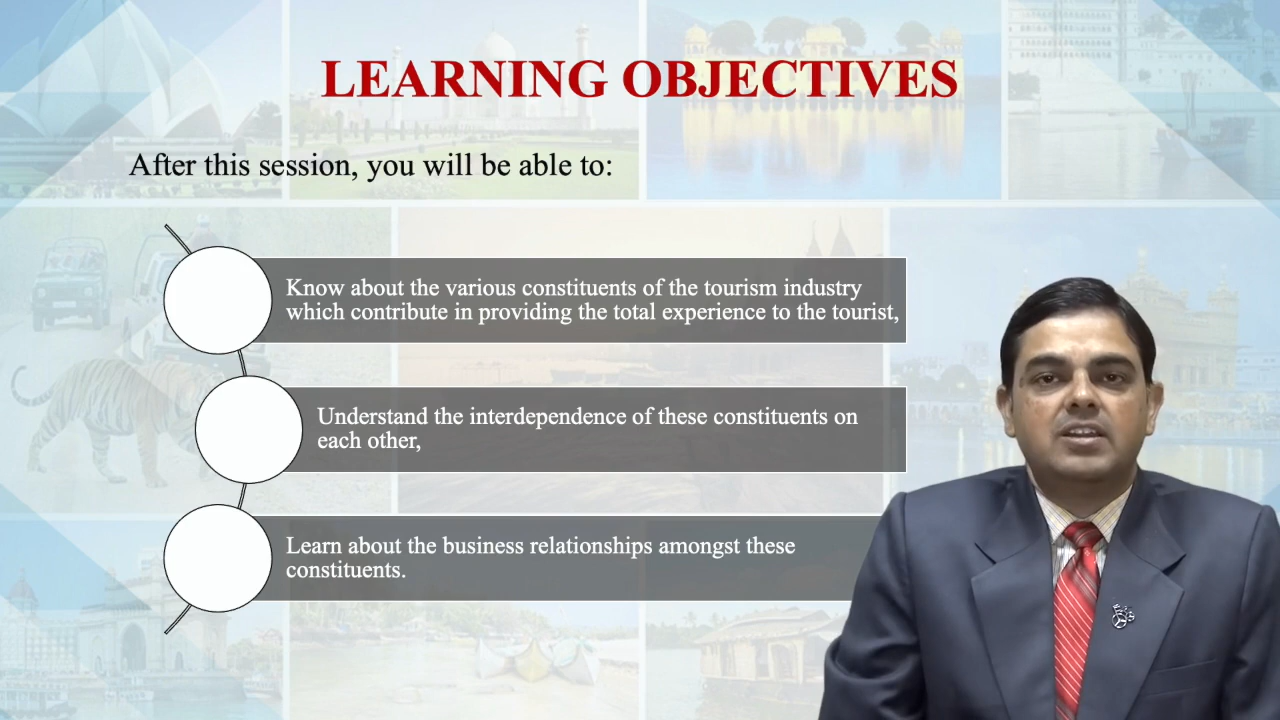 LEARNING OBJECTIVES
After this session, you will be able to:
Know about the various constituents of the tourism industry
which contribute in providing the total experience to the tourist,
Understand the interdependence of these constituents on
each other,
Learn about the business relationships amongst these
constituents.